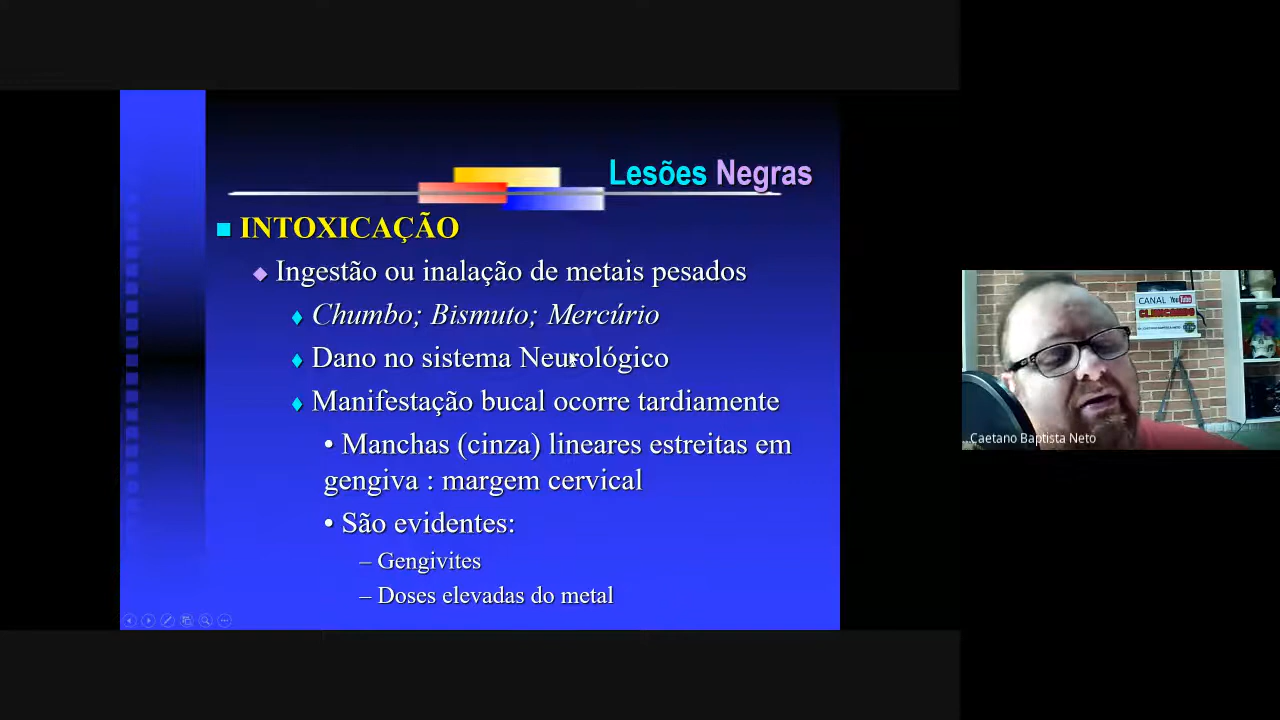 Lesões Negras
INTOXICAÇÃO
Ingestão ou inalação de metais pesados
Chumbo; Bismuto; Mercúrio
Dano no sistema Neurológico
Manifestação bucal ocorre tardiamente
• Manchas (cinza) lineares estreitas em
gengiva : margem cervical
• São evidentes:
– Gengivites
– Doses elevadas do metal
CANAL YouTube
CLINICANDO
...Caetano Baptista Neto